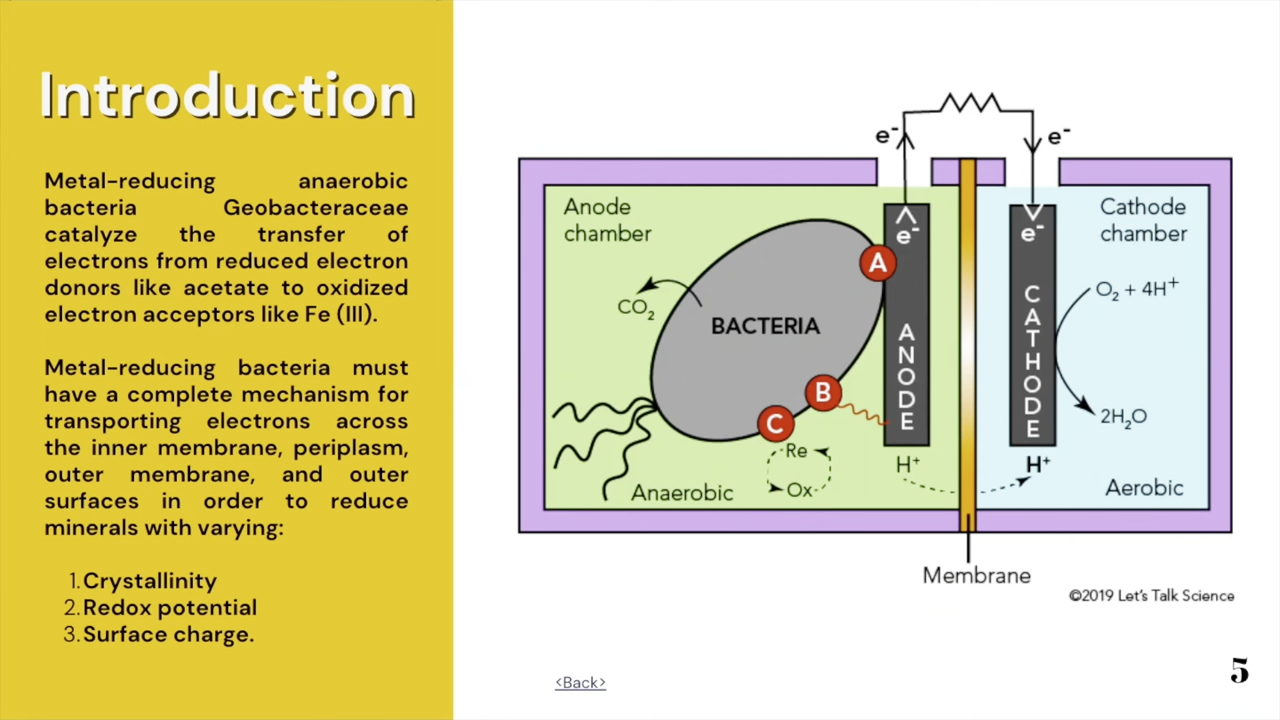 Introduction
Metal-reducing anaerobic
bacteria Geobacteraceae
catalyze the transfer of
electrons from reduced electron
donors like acetate to oxidized
electron acceptors like Fe (III).
Metal-reducing bacteria must
have a complete mechanism for
transporting electrons across
the inner membrane, periplasm,
outer membrane, and outer
surfaces in order to reduce
minerals with varying:
1. Crystallinity
2. Redox potential
3. Surface charge.
e⁻
e⁻
Anode
chamber
Cathode
chamber
A
e⁻
e⁻
CO₂
BACTERIA
ANODE
CATHODE
O₂ + 4H⁺
B
C
2H₂O
Re
Ox
H⁺
H⁺
Anaerobic
Aerobic
Membrane
©2019 Let's Talk Science
<Back>
5